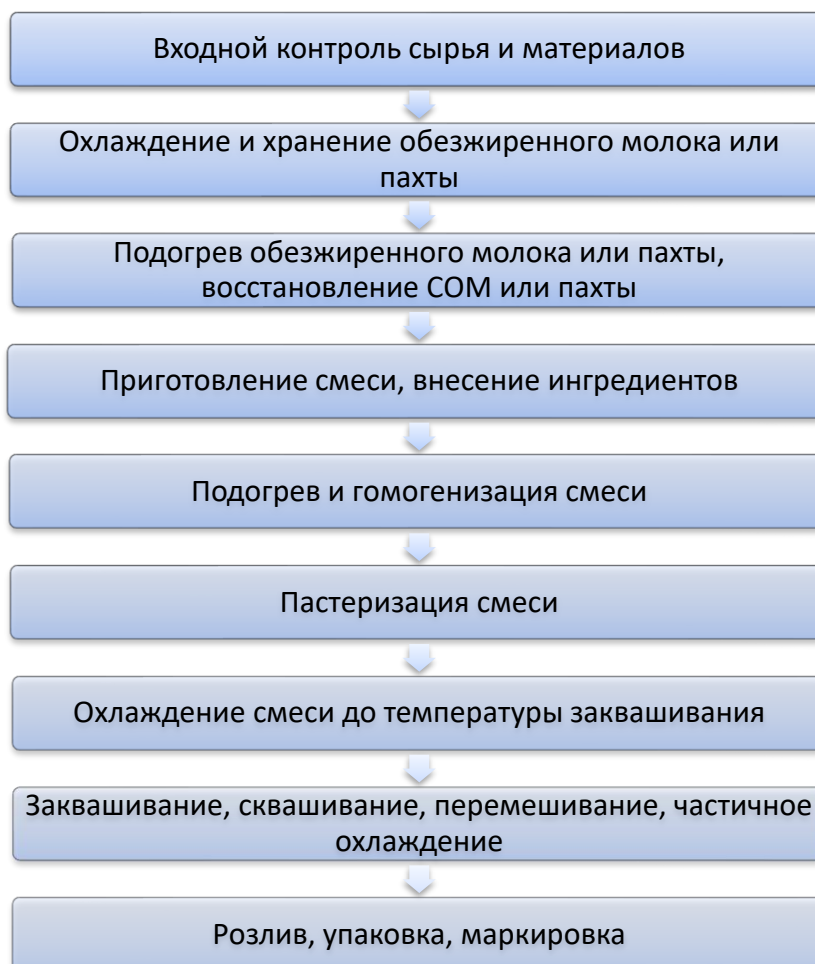 Входной контроль сырья и материалов
Охлаждение и хранение обезжиренного молока или
пахты
Подогрев обезжиренного молока или пахты,
восстановление СОМ или пахты
Приготовление смеси, внесение ингредиентов
Подогрев и гомогенизация смеси
Пастеризация смеси
Охлаждение смеси до температуры заквашивания
Заквашивание, сквашивание, перемешивание, частичное
охлаждение
Розлив, упаковка, маркировка